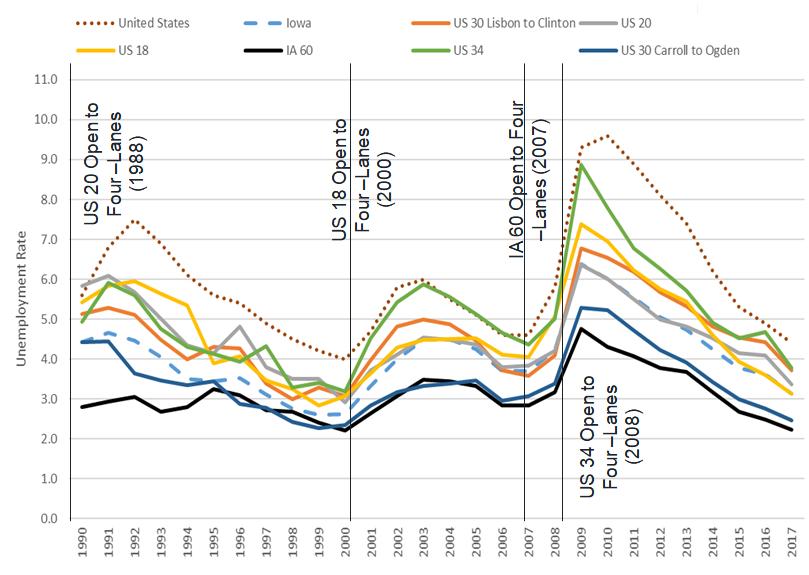 United States
Iowa
US 30 Lisbon to Clinton
US 20
US 18
IA 60
US 34
US 30 Carroll to Ogden
Unemployment Rate
11.0
10.0
9.0
8.0
7.0
6.0
5.0
4.0
3.0
2.0
1.0
0.0
US 20 Open to
Four –Lanes
(1988)
US 18 Open to
Four –Lanes
(2000)
IA 60 Open to Four
–Lanes (2007)
US 34 Open to
Four –Lanes
(2008)
1990
1991
1992
1993
1994
1995
1996
1997
1998
1999
2000
2001
2002
2003
2004
2005
2006
2007
2008
2009
2010
2011
2012
2013
2014
2015
2016
2017